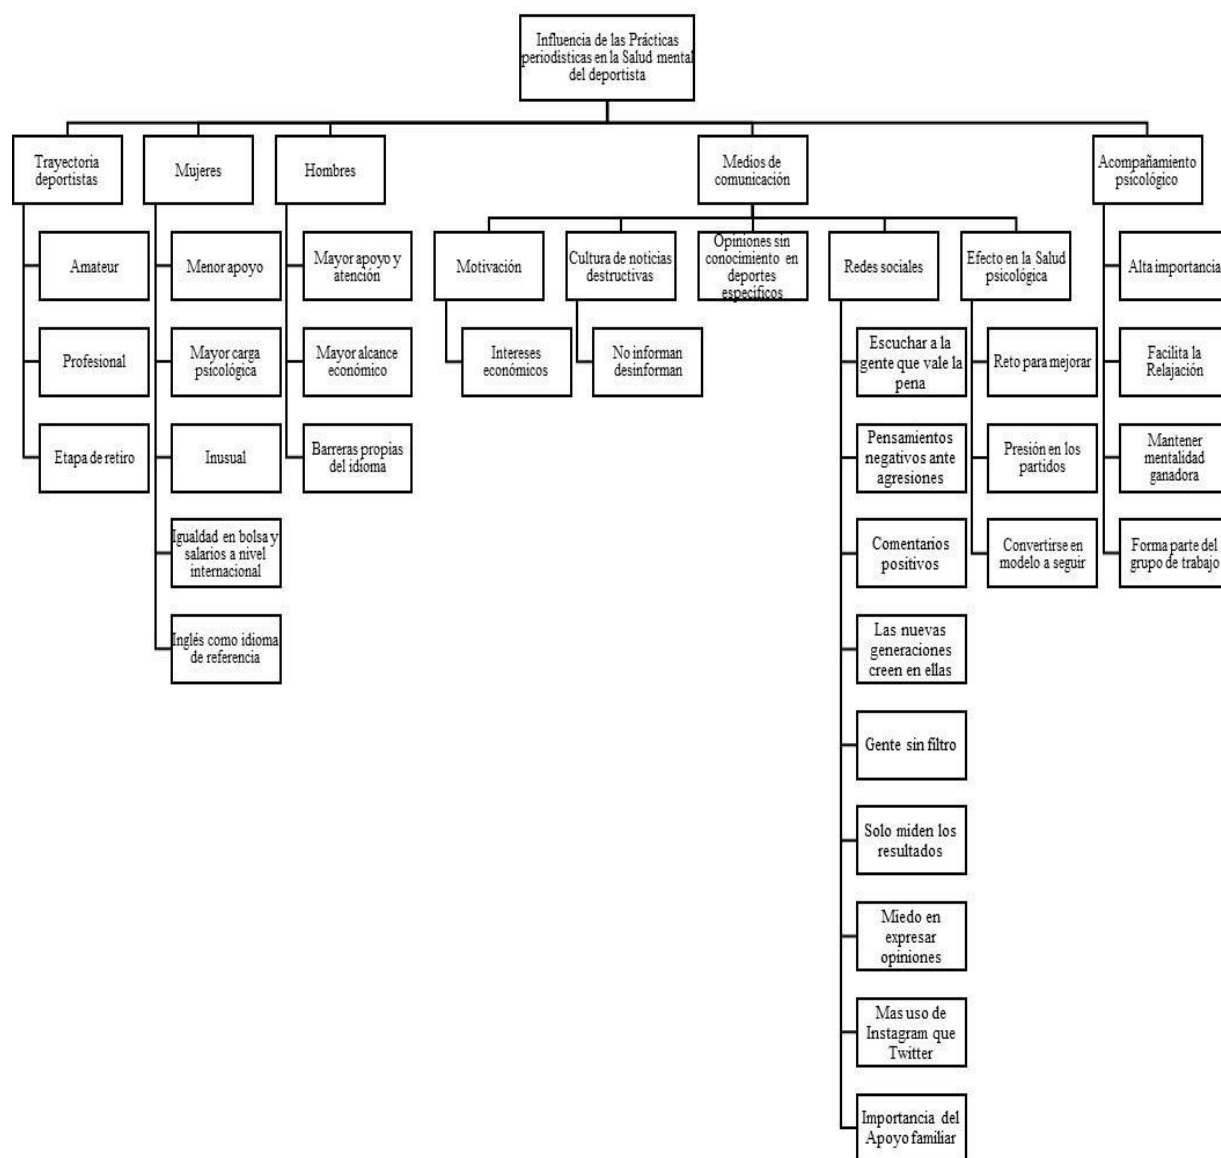 Influencia de las Prácticas
periodísticas en la Salud mental
del deportista
Trayectoria
deportistas
Mujeres
Hombres
Medios de
comunicación
Acompañamiento
psicológico
Amateur
Profesional
Etapa de retiro
Menor apoyo
Mayor carga
psicológica
Inusual
Igualdad en bolsa y
salarios a nivel
internacional
Inglés como idioma
de referencia
Mayor apoyo y
atención
Mayor alcance
económico
Barreras propias
del idioma
Motivación
Intereses
económicos
Cultura de noticias
destructivas
No informan
desinforman
Opiniones sin
conocimiento en
deportes
específicos
Redes sociales
Escuchar a la
gente que vale la
pena
Pensamientos
negativos ante
agresiones
Comentarios
positivos
Las nuevas
generaciones
creen en ellas
Gente sin filtro
Solo miden los
resultados
Miedo en
expresar
opiniones
Mas uso de
Instagram que
Twitter
Importancia del
Apoyo familiar
Efecto en la Salud
psicológica
Reto para mejorar
Presión en los
partidos
Convertirse en
modelo a seguir
Alta importancia
Facilita la
Relajación
Mantener
mentalidad
ganadora
Forma parte del
grupo de trabajo